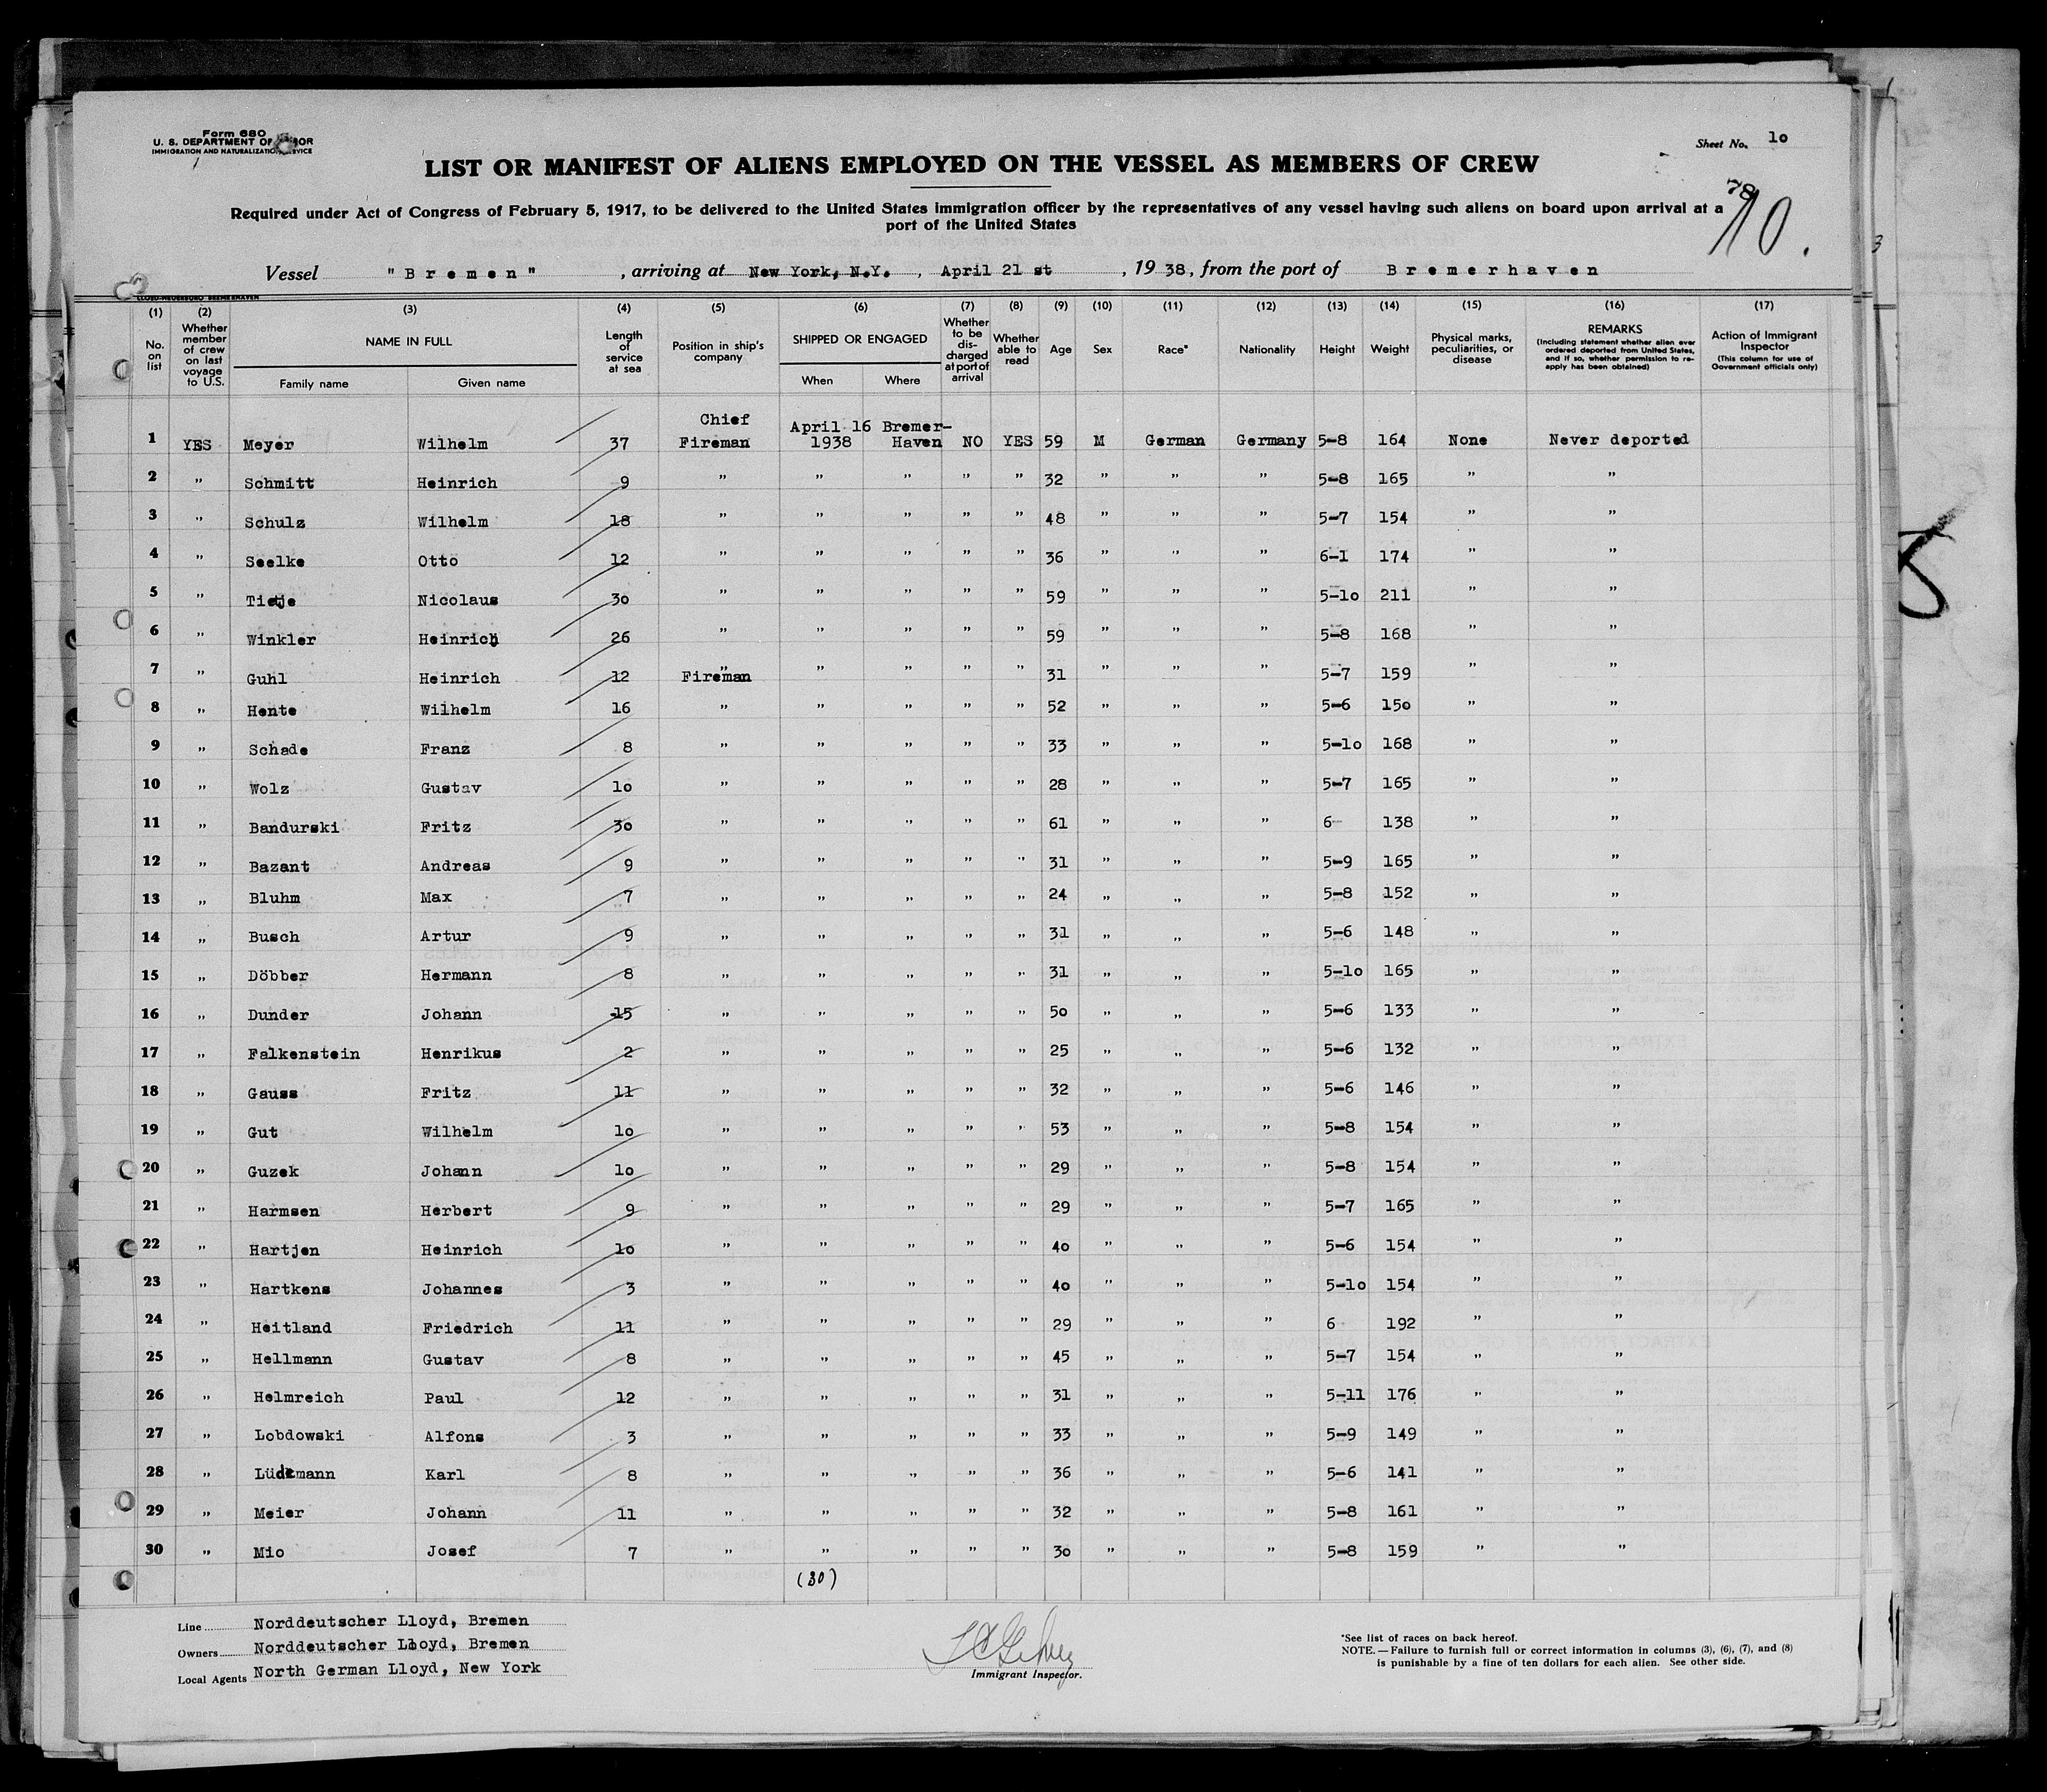 Form 680
U. S. DEPARTMENT OF LABOR
IMMIGRATION AND NATURALIZATION SERVICE
Sheet No. 10
LIST OR MANIFEST OF ALIENS EMPLOYED ON THE VESSEL AS MEMBERS OF CREW
78
10.
Required under Act of Congress of February 5, 1917, to be delivered to the United States immigration officer by the representatives of any vessel having such aliens on board upon arrival at a
port of the United States
Vessel "Bremen", arriving at New York, N.Y., April 21 st, 1938, from the port of Bremerhaven
(1) No. on list (2) Whether member of crew on last voyage to U.S. (3) NAME IN FULL Family name Given name (4) Length of service at sea (5) Position in ship's company (6) SHIPPED OR ENGAGED When Where (7) Whether to be discharged at port of arrival (8) Whether able to read (9) Age (10) Sex (11) Race* (12) Nationality (13) Height (14) Weight (15) Physical marks, peculiarities, or disease (16) REMARKS (Including statement whether alien ever ordered deported from United States, and if so, whether permission to re-apply has been obtained) (17) Action of Immigrant Inspector (This column for use of Government officials only)
1 YES Meyer Wilhelm 37 Chief Fireman April 16 1938 Bremer-Haven NO YES 59 M German Germany 5-8 164 None Never deported
2 " Schmitt Heinrich 9 " " " " " 32 " " " 5-8 165 " "
3 " Schulz Wilhelm 18 " " " " " 48 " " " 5-7 154 " "
4 " Seelke Otto 12 " " " " " 36 " " " 6-1 174 " "
5 " Tietje Nicolaus 30 " " " " " 59 " " " 5-10 211 " "
6 " Winkler Heinrich 26 " " " " " 59 " " " 5-8 168 " "
7 " Guhl Heinrich 12 " Fireman " " " " 31 " " " 5-7 159 " "
8 " Hente Wilhelm 16 " " " " " 52 " " " 5-6 150 " "
9 " Schade Franz 8 " " " " " 33 " " " 5-10 168 " "
10 " Wolz Gustav 10 " " " " " 28 " " " 5-7 165 " "
11 " Bandurski Fritz 30 " " " " " 61 " " " 6 138 " "
12 " Bazant Andreas 9 " " " " " 31 " " " 5-9 165 " "
13 " Bluhm Max 7 " " " " " 24 " " " 5-8 152 " "
14 " Busch Artur 9 " " " " " 31 " " " 5-6 148 " "
15 " Döbber Hermann 8 " " " " " 31 " " " 5-10 165 " "
16 " Dunder Johann 15 " " " " " 50 " " " 5-6 133 " "
17 " Falkenstein Henrikus 2 " " " " " 25 " " " 5-6 132 " "
18 " Gauss Fritz 11 " " " " " 32 " " " 5-6 146 " "
19 " Gut Wilhelm 10 " " " " " 53 " " " 5-8 154 " "
20 " Guzek Johann 10 " " " " " 29 " " " 5-8 154 " "
21 " Harmsen Herbert 9 " " " " " 29 " " " 5-7 165 " "
22 " Hartjen Heinrich 10 " " " " " 40 " " " 5-6 154 " "
23 " Hartkens Johannes 3 " " " " " 40 " " " 5-10 154 " "
24 " Heitland Friedrich 11 " " " " " 29 " " " 6 192 " "
25 " Hellmann Gustav 8 " " " " " 45 " " " 5-7 154 " "
26 " Helmreich Paul 12 " " " " " 31 " " " 5-11 176 " "
27 " Lobdowski Alfons 3 " " " " " 33 " " " 5-9 149 " "
28 " Karl 8 " " " " " 36 " " " 5-6 141 " "
29 " Meier Johann 11 " " " " " 32 " " " 5-8 161 " "
30 " Mio Josef 7 " " " " " 30 " " " 5-8 159 " "
(30)
Line Norddeutscher Lloyd, Bremen
Owners Norddeutscher Lloyd, Bremen
Local Agents North German Lloyd, New York
Immigrant Inspector.
*See list of races on back hereof.
NOTE.—Failure to furnish full or correct information in columns (3), (6), (7), and (8)
is punishable by a fine of ten dollars for each alien. See other side.